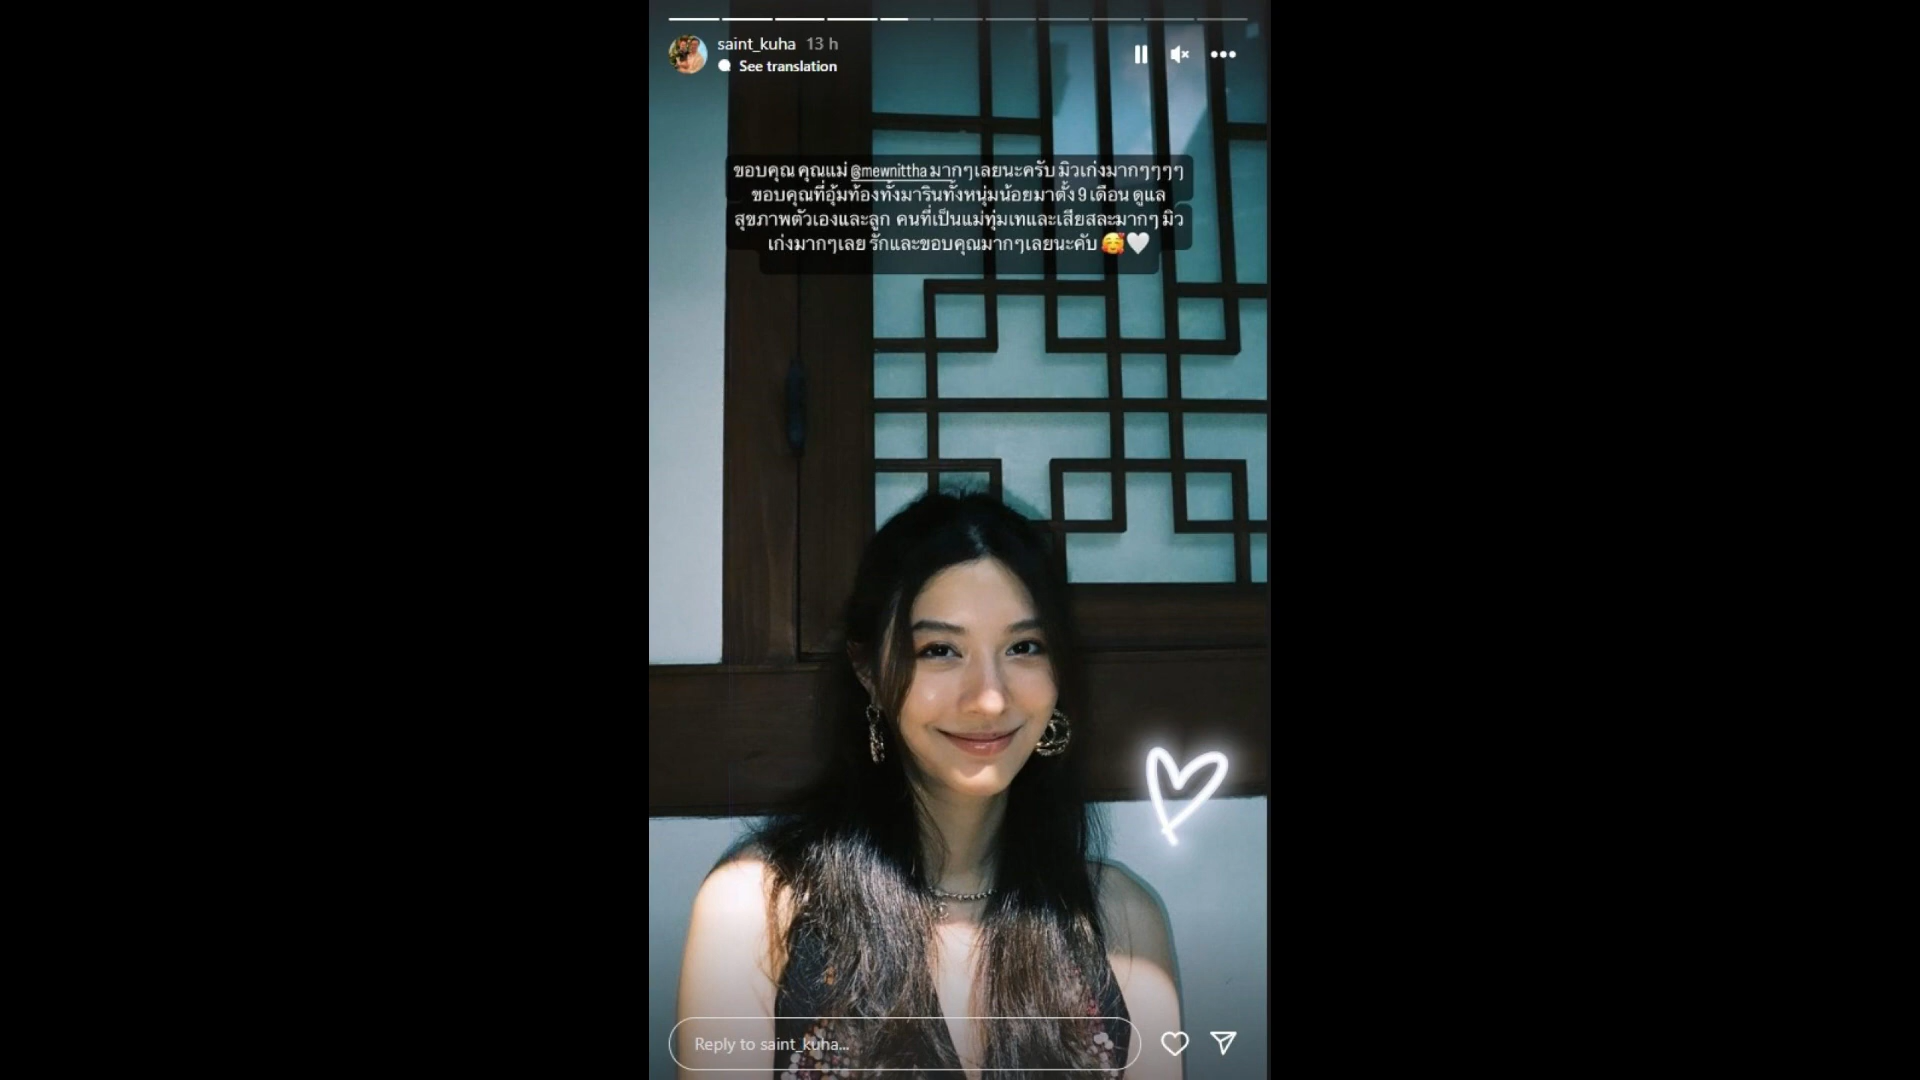 saint_kuha 13 h
See translation
ขอบคุณ คุณแม่ @mewnittha มากๆเลยนะครับ มิวเก่งมากๆๆๆๆ
ขอบคุณที่อุ้มท้องทั้งมารินทั้งหนุ่มน้อยมาตั้ง 9 เดือน ดูแล
สุขภาพตัวเองและลูก คนที่เป็นแม่ทุ่มเทและเสียสละมากๆ มิว
เก่งมากๆเลย รักและขอบคุณมากๆเลยนะคับ 🥰🤍
Reply to saint_kuha...